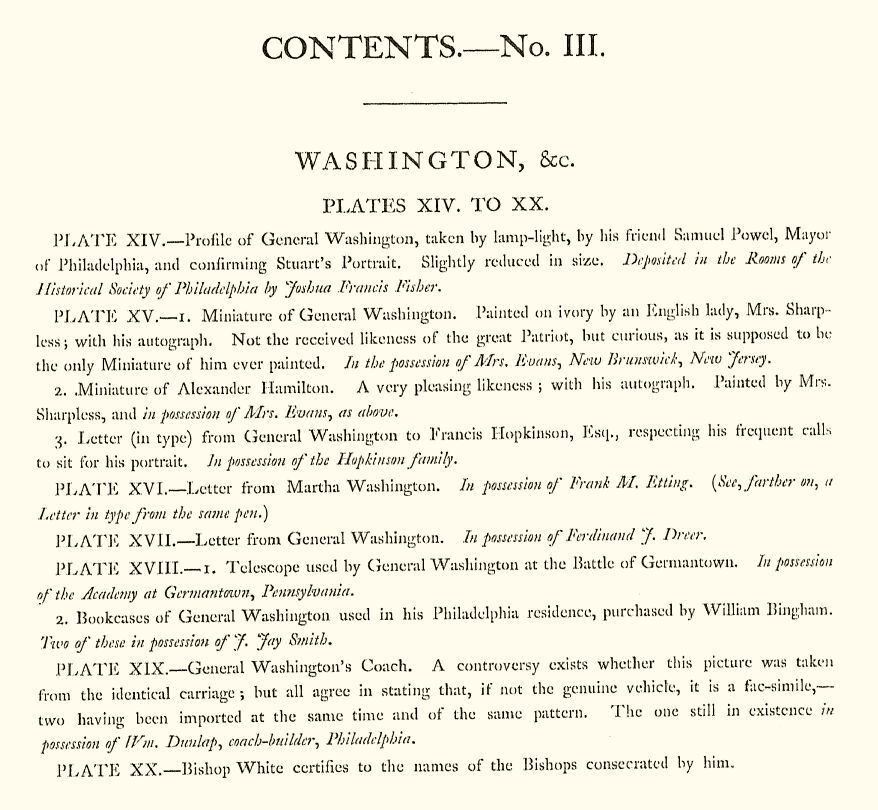 CONTENTS.—No. III.
WASHINGTON, &c.
PLATES XIV. TO XX.
PLATE XIV.—Profile of General Washington, taken by lamp-light, by his friend Samuel Powel, Mayor
of Philadelphia, and confirming Stuart's Portrait. Slightly reduced in size. Deposited in the Rooms of the
Historical Society of Philadelphia by Joshua Francis Fisher.
PLATE XV.—1. Miniature of General Washington. Painted on ivory by an English lady, Mrs. Sharp-
less; with his autograph. Not the received likeness of the great Patriot, but curious, as it is supposed to be
the only Miniature of him ever painted. In the possession of Mrs. Evans, New Brunswick, New Jersey.
2. Miniature of Alexander Hamilton. A very pleasing likeness; with his autograph. Painted by Mrs.
Sharpless, and in possession of Mrs. Evans, as above.
3. Letter (in type) from General Washington to Francis Hopkinson, Esq., respecting his frequent calls
to sit for his portrait. In possession of the Hopkinson family.
PLATE XVI.—Letter from Martha Washington. In possession of Frank M. Etting. (See, farther on, a
Letter in type from the same pen.)
PLATE XVII.—Letter from General Washington. In possession of Ferdinand J. Dreer.
PLATE XVIII.—1. Telescope used by General Washington at the Battle of Germantown. In possession
of the Academy at Germantown, Pennsylvania.
2. Bookcases of General Washington used in his Philadelphia residence, purchased by William Bingham.
Two of these in possession of J. Jay Smith.
PLATE XIX.—General Washington's Coach. A controversy exists whether this picture was taken
from the identical carriage; but all agree in stating that, if not the genuine vehicle, it is a fac-simile,—
two having been imported at the same time and of the same pattern. The one still in existence in
possession of Wm. Dunlap, coach-builder, Philadelphia.
PLATE XX.—Bishop White certifies to the names of the Bishops consecrated by him.